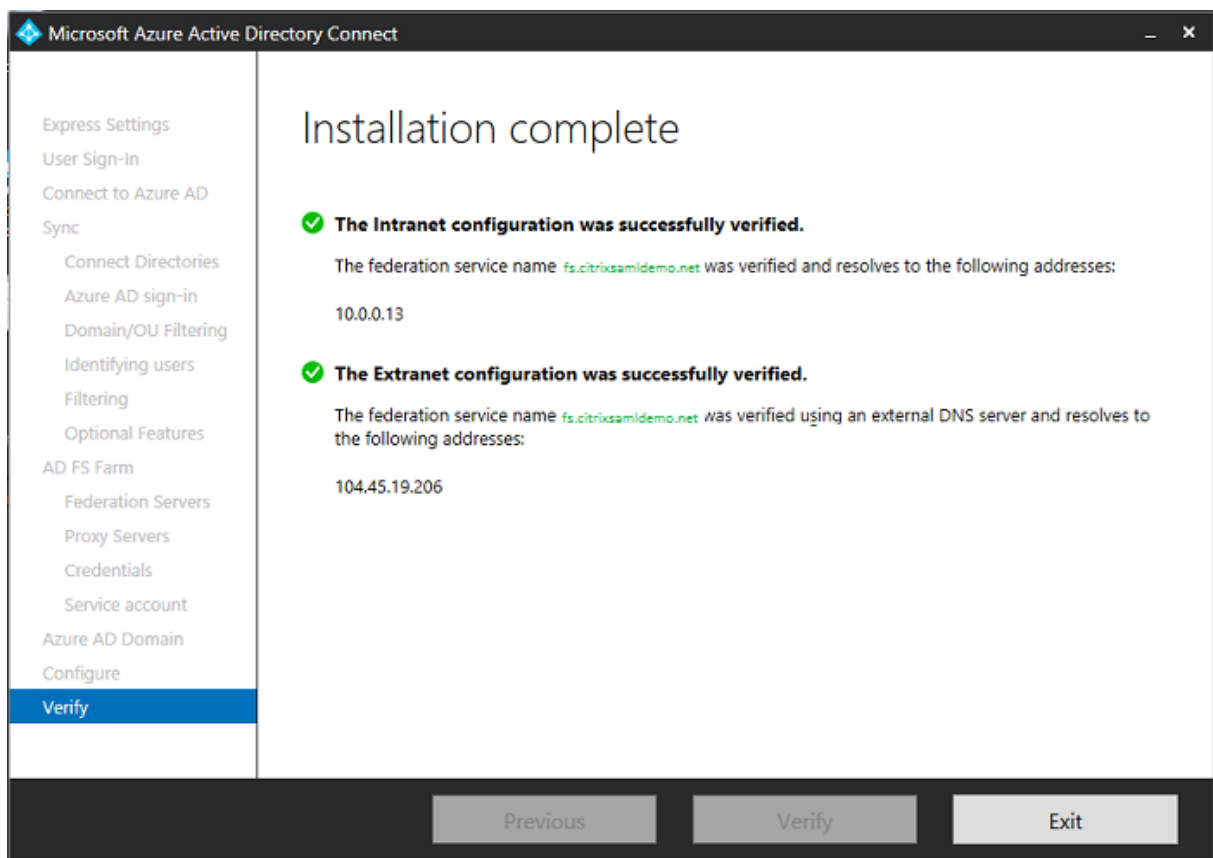 Microsoft Azure Active Directory Connect
Express Settings
User Sign-In
Connect to Azure AD
Sync
Connect Directories
Azure AD sign-in
Domain/OU Filtering
Identifying users
Filtering
Optional Features
AD FS Farm
Federation Servers
Proxy Servers
Credentials
Service account
Azure AD Domain
Configure
Verify
Installation complete
The Intranet configuration was successfully verified.
The federation service name fs.citrixsamldemo.net was verified and resolves to the following addresses:
10.0.0.13
The Extranet configuration was successfully verified.
The federation service name fs.citrixsamldemo.net was verified using an external DNS server and resolves to
the following addresses:
104.45.19.206
Previous
Verify
Exit